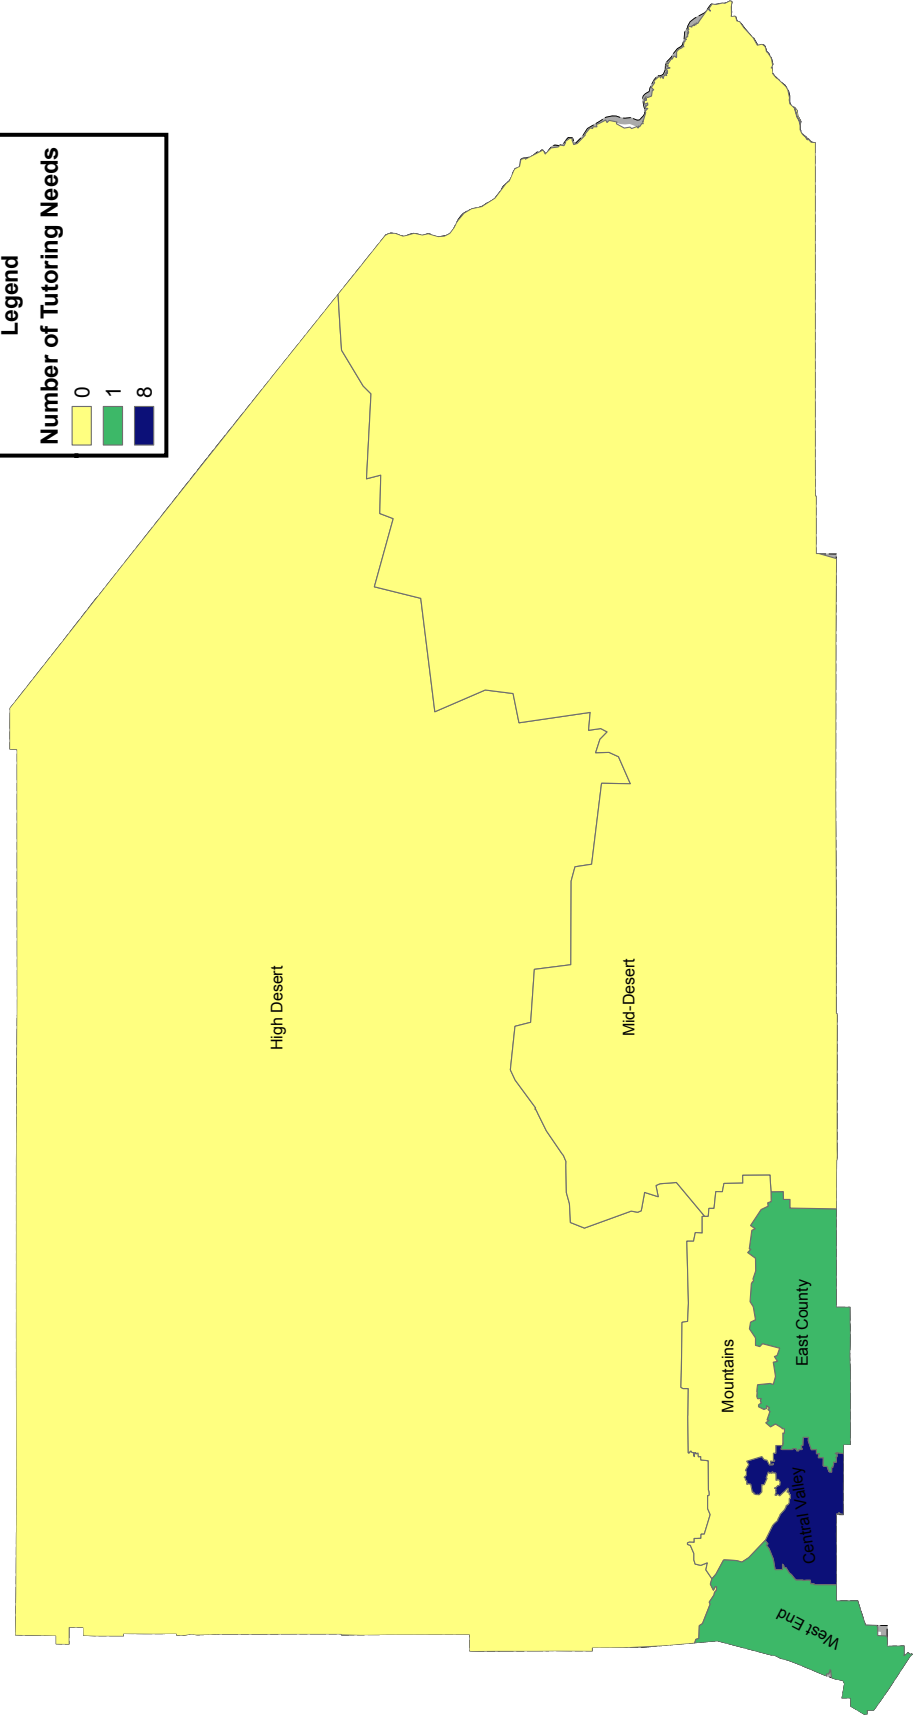 Legend
Number of Tutoring Needs
0
1
8
High Desert
Mid-Desert
Mountains
East County
Central Valley
West End